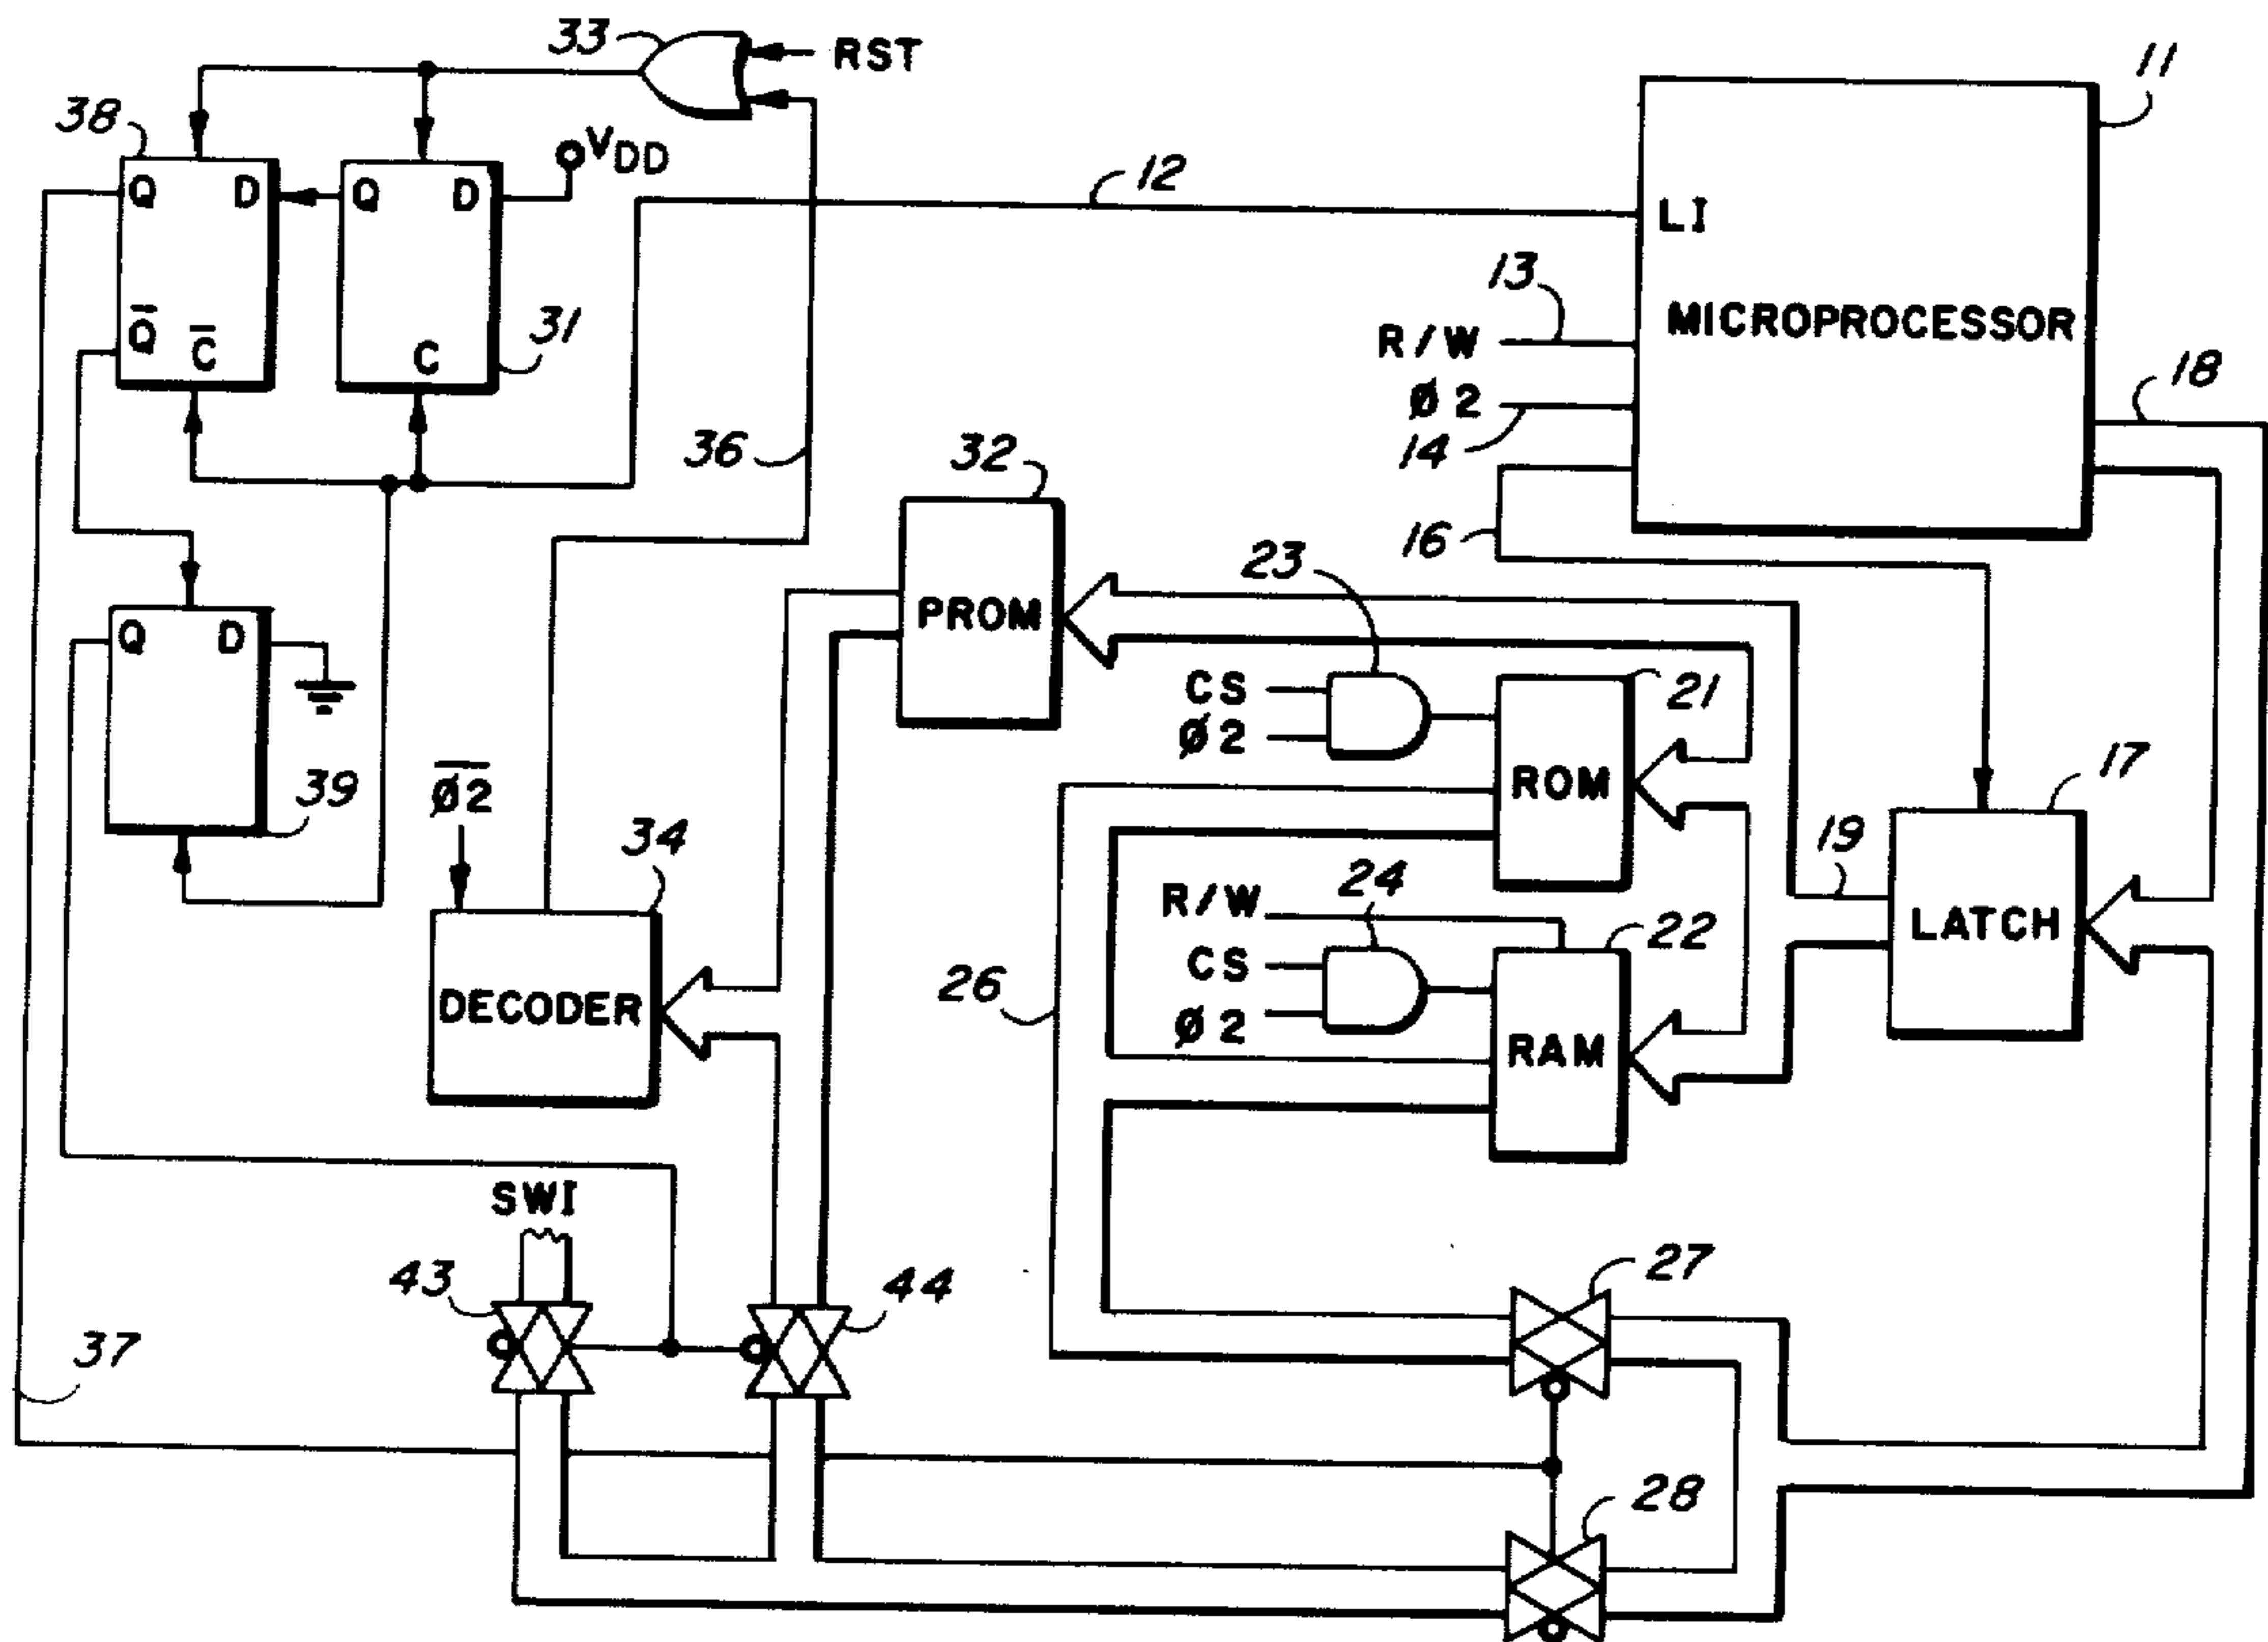 33
RST
11
38
VDD
Q D
Q D
12
LI
13
Q̅ C̅
C
31
R/W
MICROPROCESSOR
Ø2
14
18
36
32
16
23
PROM
Q D
CS
Ø2
21
ROM
17
39
Ø̅2̅
34
19
24
R/W
22
LATCH
CS
26
DECODER
Ø2
RAM
SWI
43
44
27
37
28